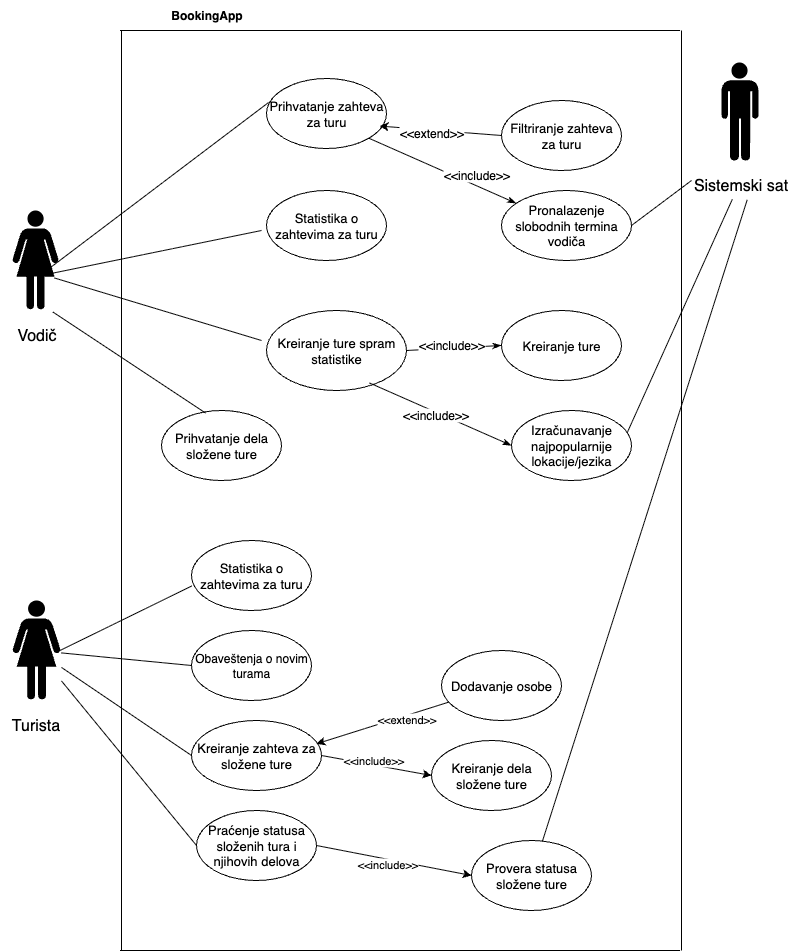 BookingApp
Prihvatanje zahteva
za turu
<<extend>>
Filtriranje zahteva
za turu
<<include>>
Sistemski sat
Pronalazenje
slobodnih termina
vodiča
Statistika o
zahtevima za turu
Vodič
Kreiranje ture spram
statistike
<<include>>
Kreiranje ture
<<include>>
Izračunavanje
najpopularnije
lokacije/jezika
Prihvatanje dela
složene ture
Statistika o
zahtevima za turu
Obaveštenja o novim
turama
Turista
Dodavanje osobe
<<extend>>
Kreiranje zahteva za
složene ture
<<include>>
Kreiranje dela
složene ture
Praćenje statusa
složenih tura i
njihovih delova
<<include>>
Provera statusa
složene ture